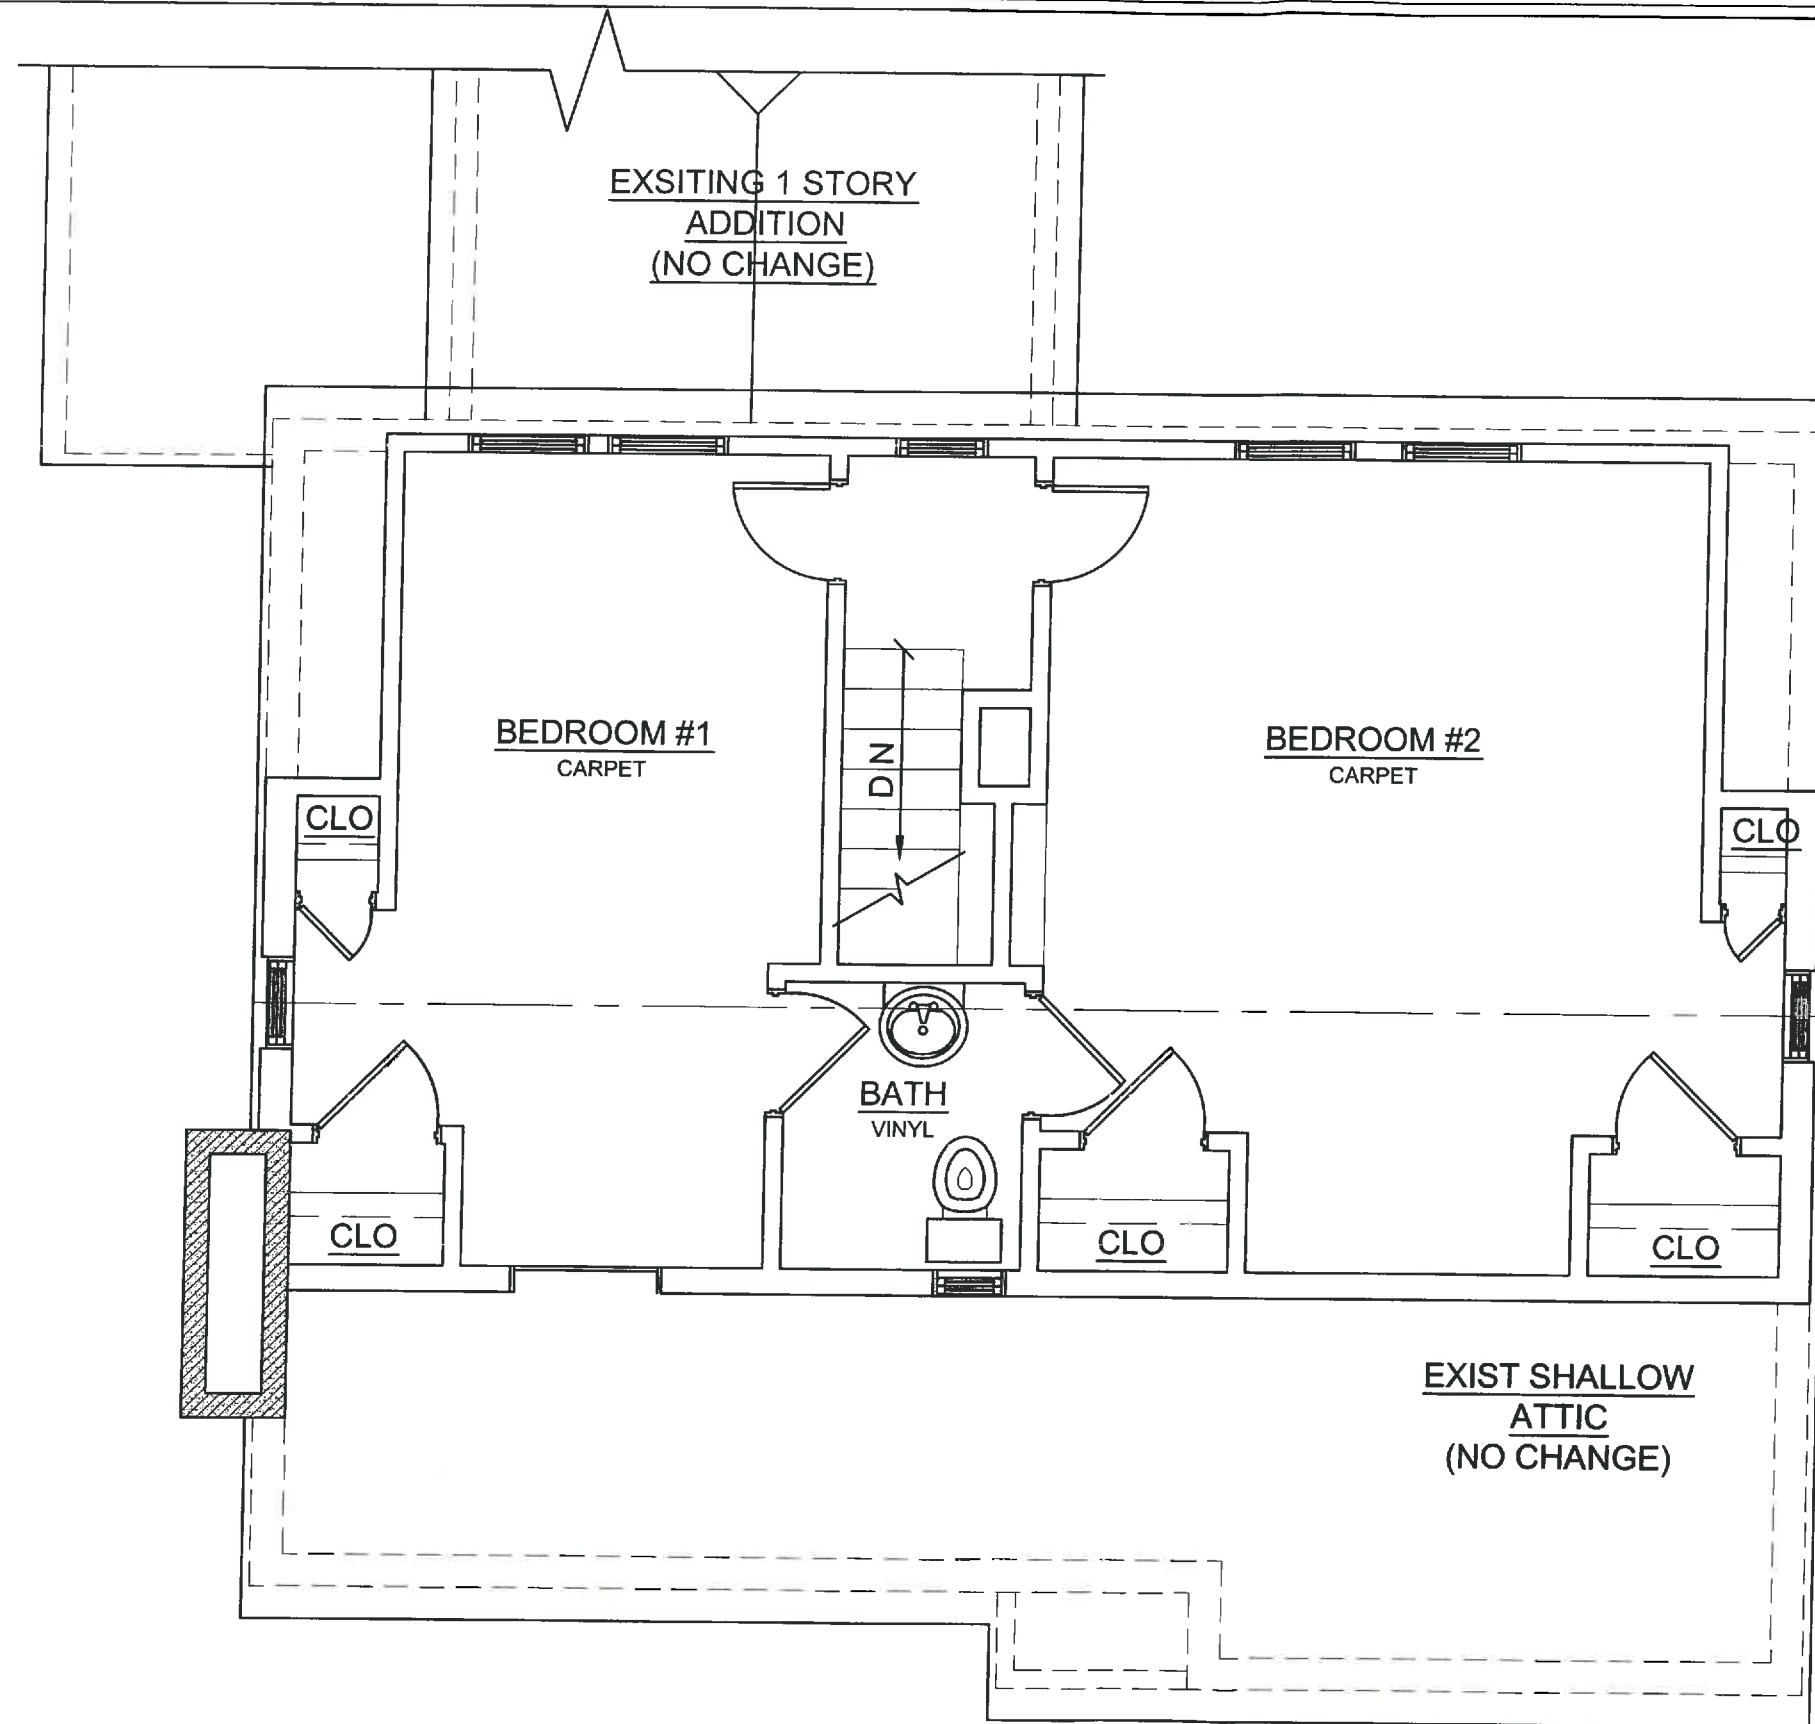 EXSITING 1 STORY
ADDITION
(NO CHANGE)
BEDROOM #1
CARPET
DN
BEDROOM #2
CARPET
CLO
CLO
BATH
VINYL
CLO
CLO
CLO
EXIST SHALLOW
ATTIC
(NO CHANGE)